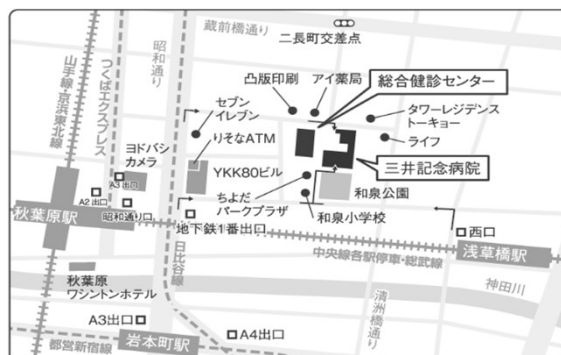 蔵前橋通り
二長町交差点
昭和通り
つくばエクスプレス
山手線・京浜東北線
凸版印刷
アイ薬局
総合健診センター
セブン
イレブン
りそなATM
タワーレジデンス
トーキョー
ライフ
ヨドバシ
カメラ
YKK80ビル
三井記念病院
A3出口
A2出口
昭和通り口
ちよだ
パークプラザ
和泉公園
和泉小学校
秋葉原駅
地下鉄1番出口
西口
浅草橋駅
中央線各駅停車・総武線
日比谷線
秋葉原
ワシントンホテル
神田川
清洲橋通り
A3出口
A4出口
岩本町駅
都営新宿線